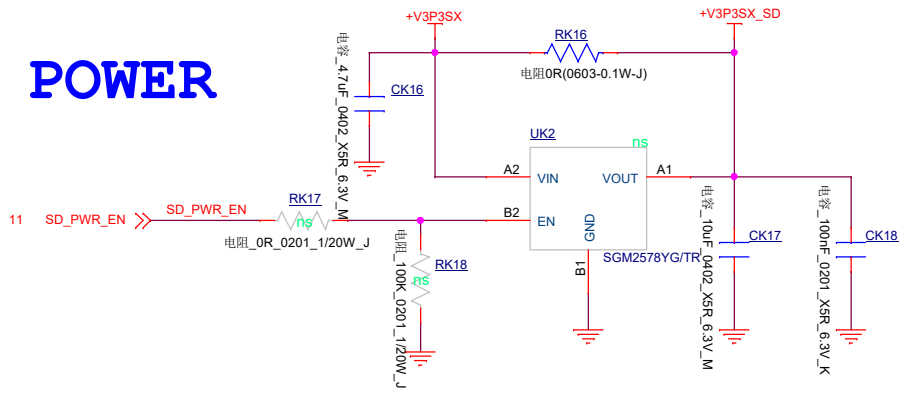 POWER
+V3P3SX
+V3P3SX_SD
RK16
电阻0R(0603-0.1W-J)
电容_4.7uF_0402_X5R_6.3V_M
CK16
UK2
ns
A2
VIN
VOUT
A1
B2
EN
GND
B1
SGM2578YG/TR
11
SD_PWR_EN
SD_PWR_EN
RK17
ns
电阻_0R_0201_1/20W_J
RK18
ns
电阻_100K_0201_1/20W_J
电容_10uF_0402_X5R_6.3V_M
CK17
电容_100nF_0201_X5R_6.3V_K
CK18